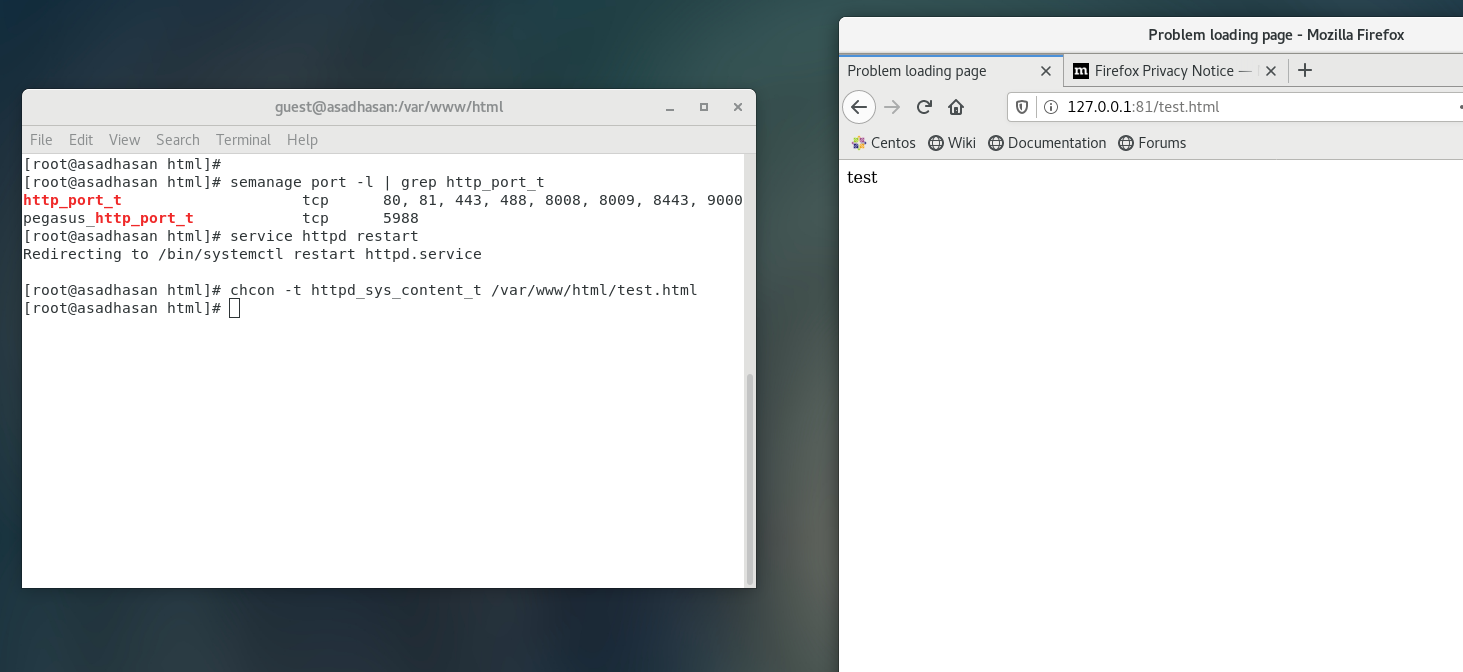 guest@asadhasan:/var/www/html
File Edit View Search Terminal Help
[root@asadhasan html]#
[root@asadhasan html]# semanage port -l | grep http_port_t
http_port_t                    tcp      80, 81, 443, 488, 8008, 8009, 8443, 9000
pegasus_http_port_t            tcp      5988
[root@asadhasan html]# service httpd restart
Redirecting to /bin/systemctl restart httpd.service
[root@asadhasan html]# chcon -t httpd_sys_content_t /var/www/html/test.html
[root@asadhasan html]#
Problem loading page - Mozilla Firefox
Problem loading page
Firefox Privacy Notice —
127.0.0.1:81/test.html
Centos Wiki Documentation Forums
test